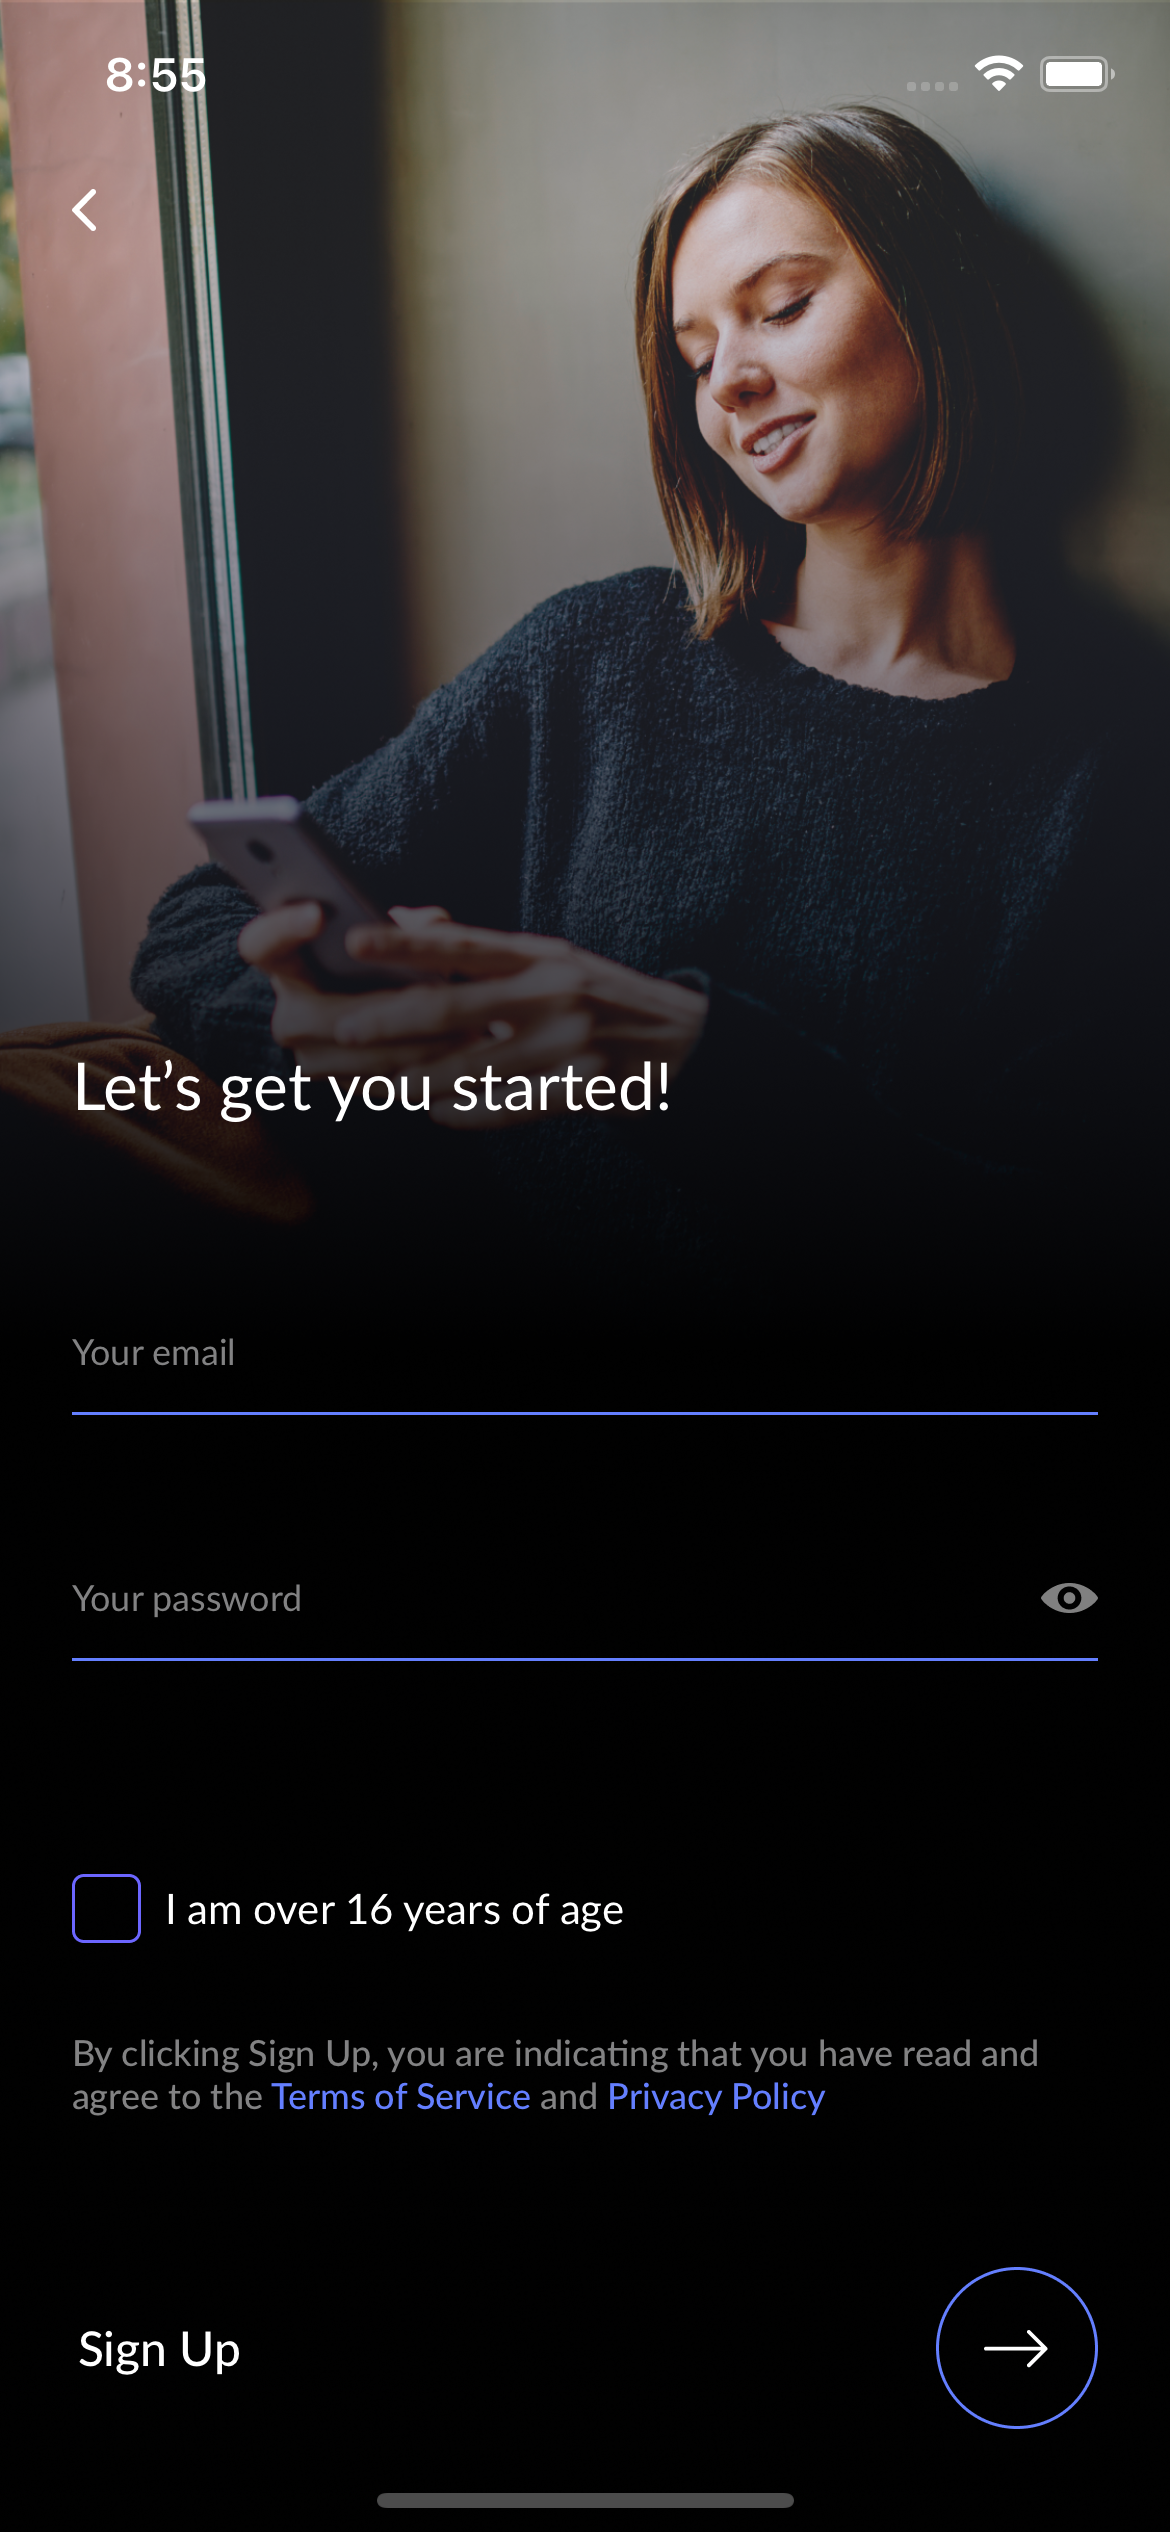 8:55
Let’s get you started!
Your email
Your password
I am over 16 years of age
By clicking Sign Up, you are indicating that you have read and
agree to the Terms of Service and Privacy Policy
Sign Up